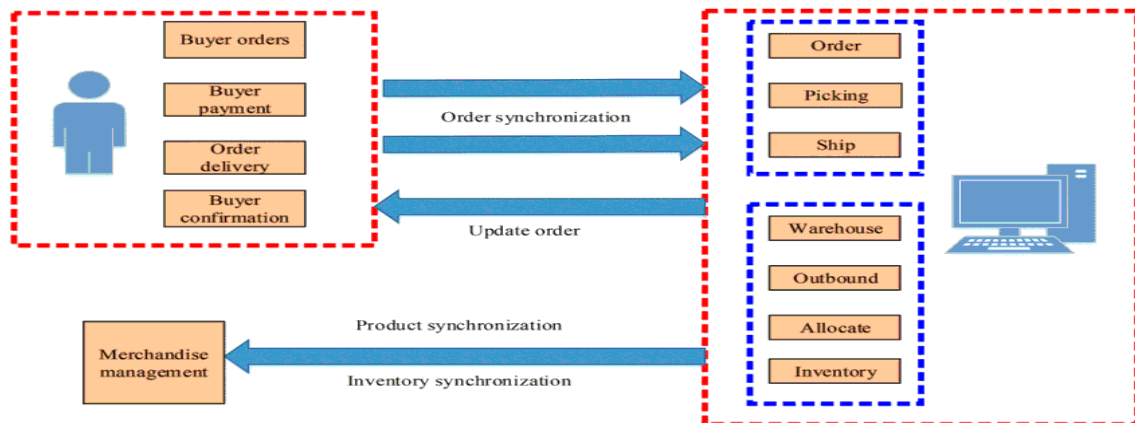 Buyer orders
Buyer
payment
Order
delivery
Buyer
confirmation
Order synchronization
Update order
Order
Picking
Ship
Warehouse
Outbound
Allocate
Inventory
Merchandise
management
Product synchronization
Inventory synchronization